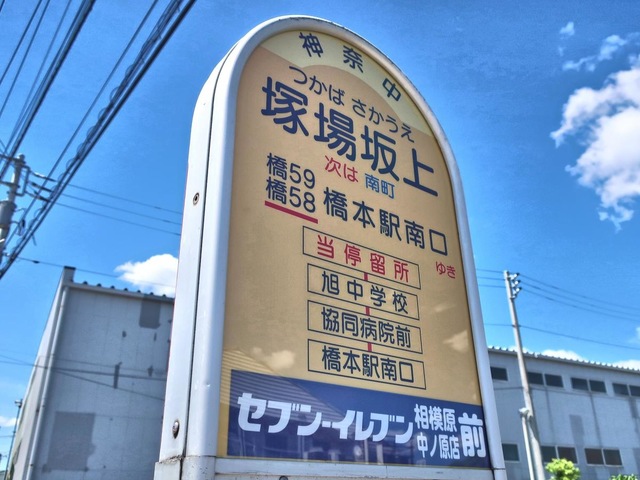 神奈中
つかば さかうえ
塚場坂上
次は 南町
橋59
橋58 橋本駅南口
ゆき
当停留所
旭中学校
協同病院前
橋本駅南口
セブン-イレブン 相模原中ノ原店 前